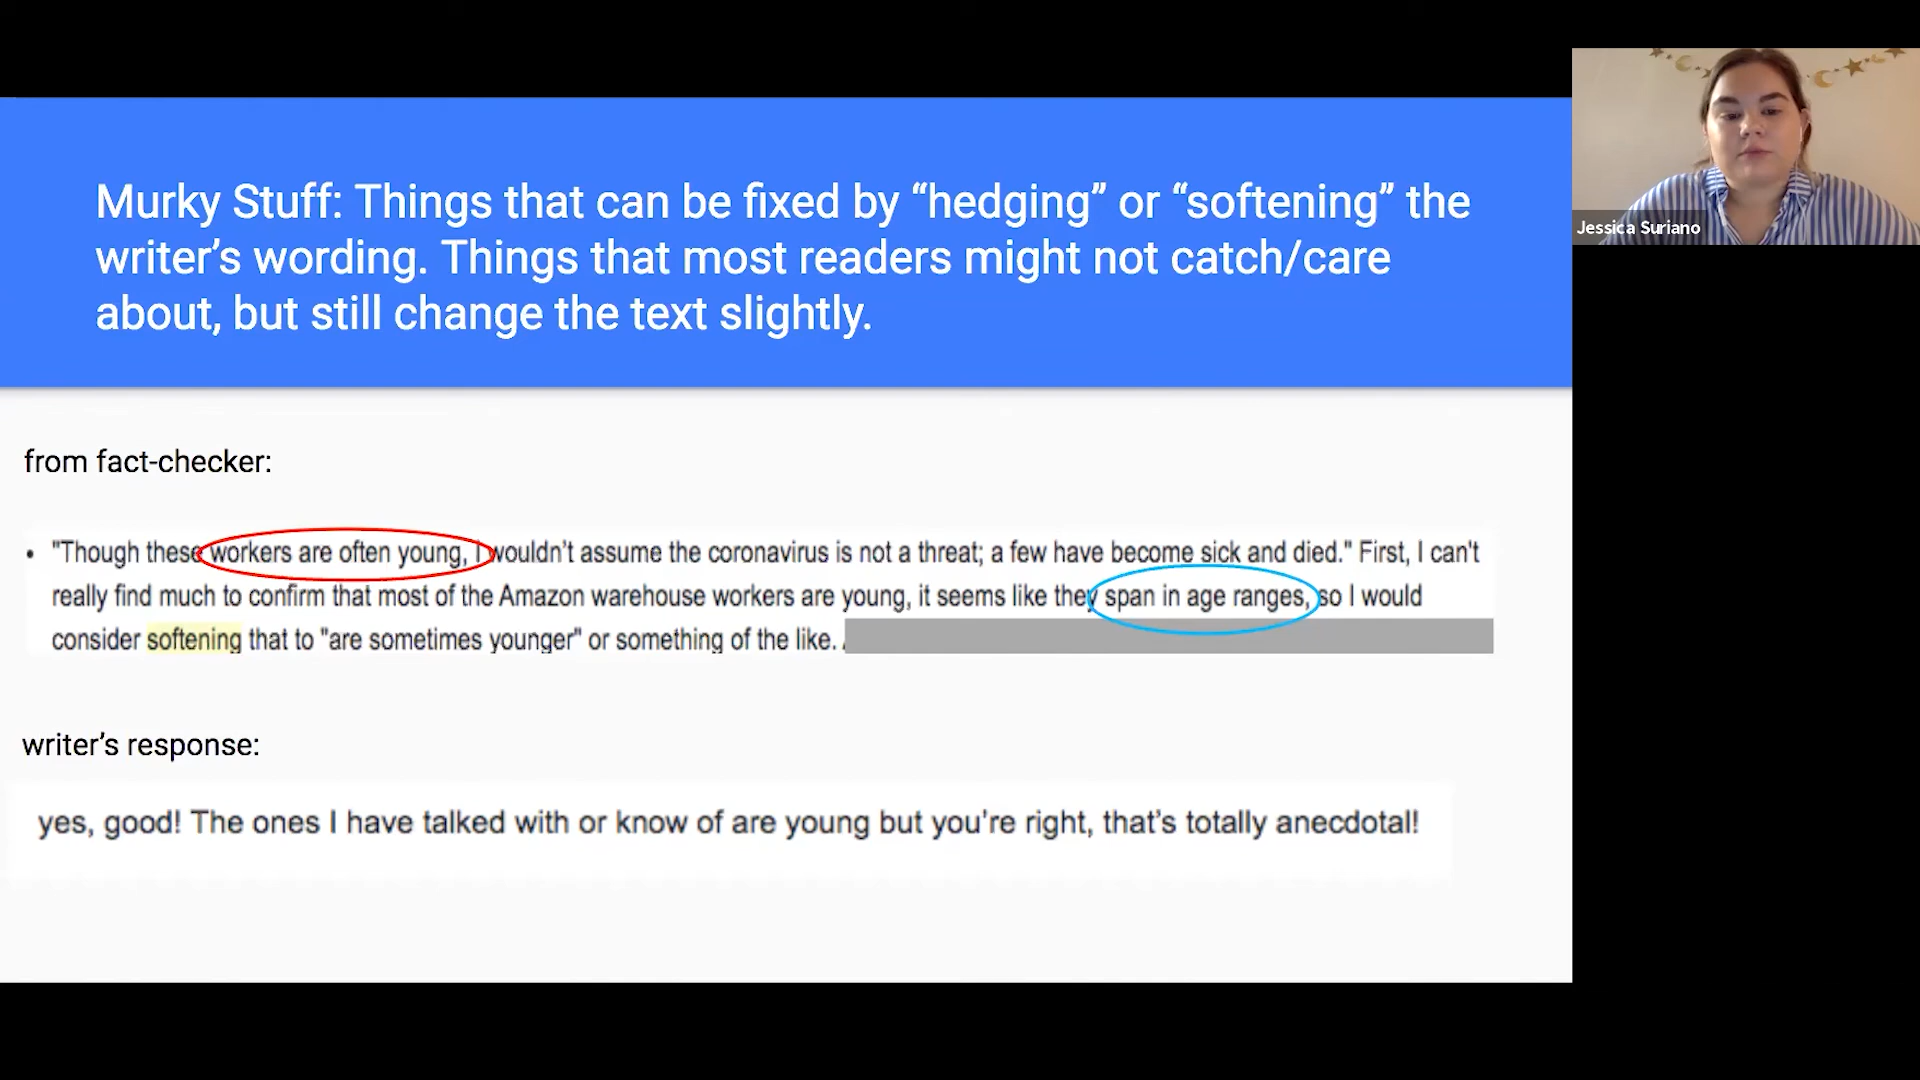 Murky Stuff: Things that can be fixed by “hedging” or “softening” the
writer’s wording. Things that most readers might not catch/care
about, but still change the text slightly.
Jessica Suriano
from fact-checker:
• "Though these workers are often young, I wouldn’t assume the coronavirus is not a threat; a few have become sick and died." First, I can't
really find much to confirm that most of the Amazon warehouse workers are young, it seems like they span in age ranges, so I would
consider softening that to "are sometimes younger" or something of the like.
writer’s response:
yes, good! The ones I have talked with or know of are young but you’re right, that’s totally anecdotal!